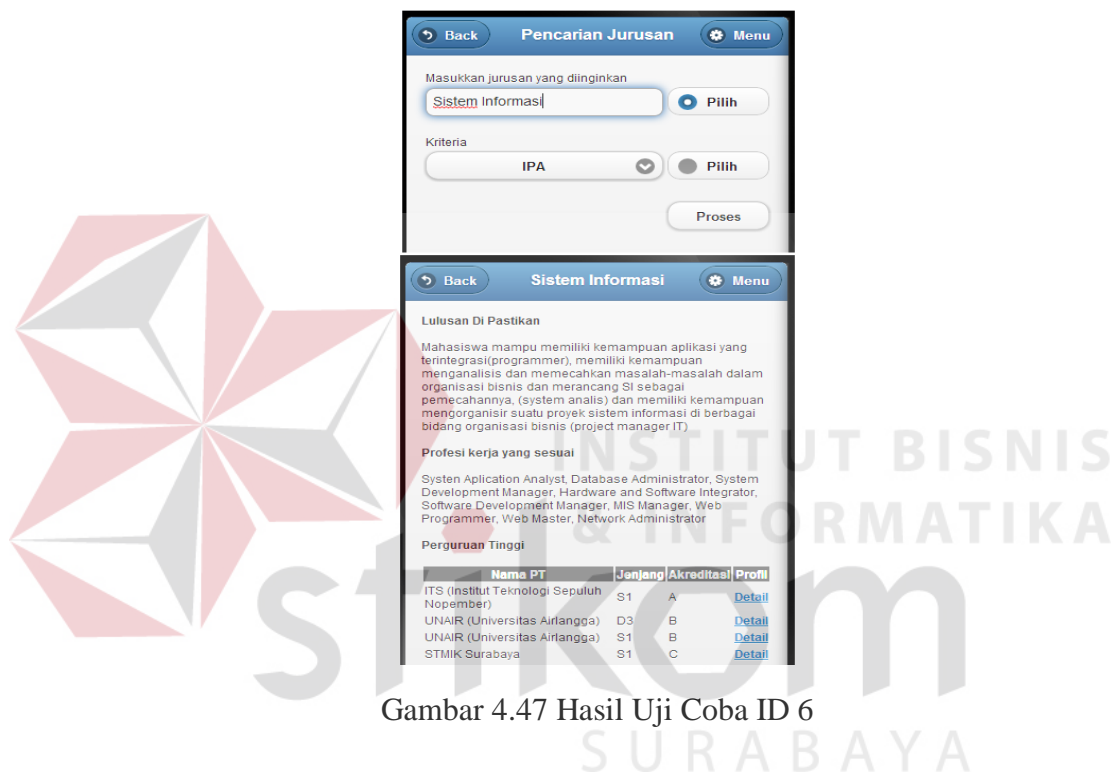 Back Pencarian Jurusan Menu
Masukkan jurusan yang diinginkan
Sistem Informasi Pilih
Kriteria
IPA Pilih
Proses
Back Sistem Informasi Menu
Lulusan Di Pastikan
Mahasiswa mampu memiliki kemampuan aplikasi yang
terintegrasi(programmer), memiliki kemampuan
menganalisis dan memecahkan masalah-masalah dalam
organisasi bisnis dan merancang SI sebagai
pemecahannya, (system analis) dan memiliki kemampuan
mengorganisir suatu proyek sistem informasi di berbagai
bidang organisasi bisnis (project manager IT)
Profesi kerja yang sesuai
Systen Aplication Analyst, Database Administrator, System
Development Manager, Hardware and Software Integrator,
Software Development Manager, MIS Manager, Web
Programmer, Web Master, Network Administrator
Perguruan Tinggi
Nama PT Jenjang Akreditasi Profil
ITS (Institut Teknologi Sepuluh
Nopember) S1 A Detail
UNAIR (Universitas Airlangga) D3 B Detail
UNAIR (Universitas Airlangga) S1 B Detail
STMIK Surabaya S1 C Detail
INSTITUT BISNIS
& INFORMATIKA
stikom
SURABAYA
Gambar 4.47 Hasil Uji Coba ID 6